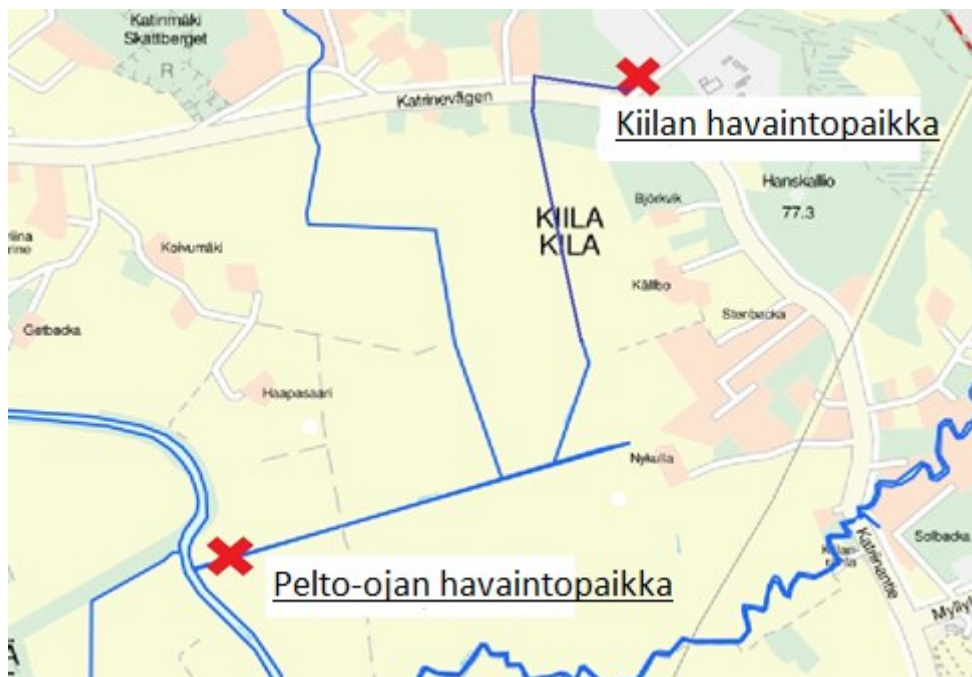 Katinmäki
Skattberget
R
Katrinevägen
Kiilan havaintopaikka
Hanskallio
77.3
Björkvik
KIILA
KILA
Koivumäki
Källbo
Stenbacka
Getbacka
Haapasaari
Nykulla
Solbacka
Katriinantie
Pelto-ojan havaintopaikka